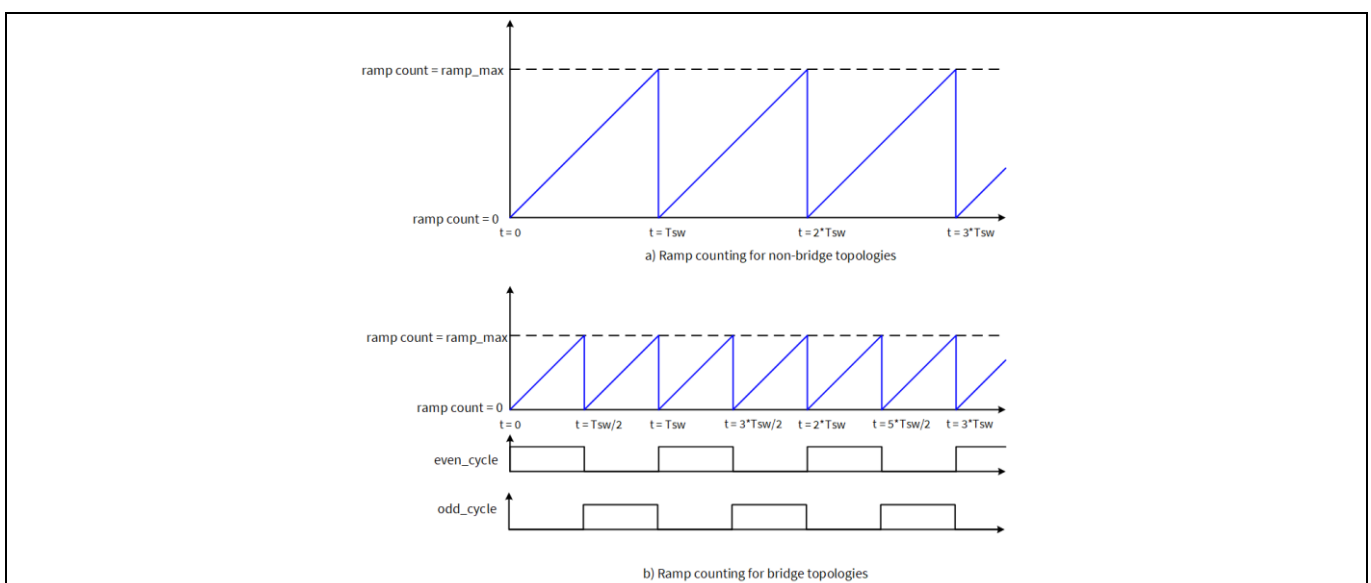 ramp count = ramp_max
ramp count = 0
t = 0 t = Tsw t = 2*Tsw t = 3*Tsw
a) Ramp counting for non-bridge topologies
ramp count = ramp_max
ramp count = 0
t = 0 t = Tsw/2 t = Tsw t = 3*Tsw/2 t = 2*Tsw t = 5*Tsw/2 t = 3*Tsw
even_cycle
odd_cycle
b) Ramp counting for bridge topologies